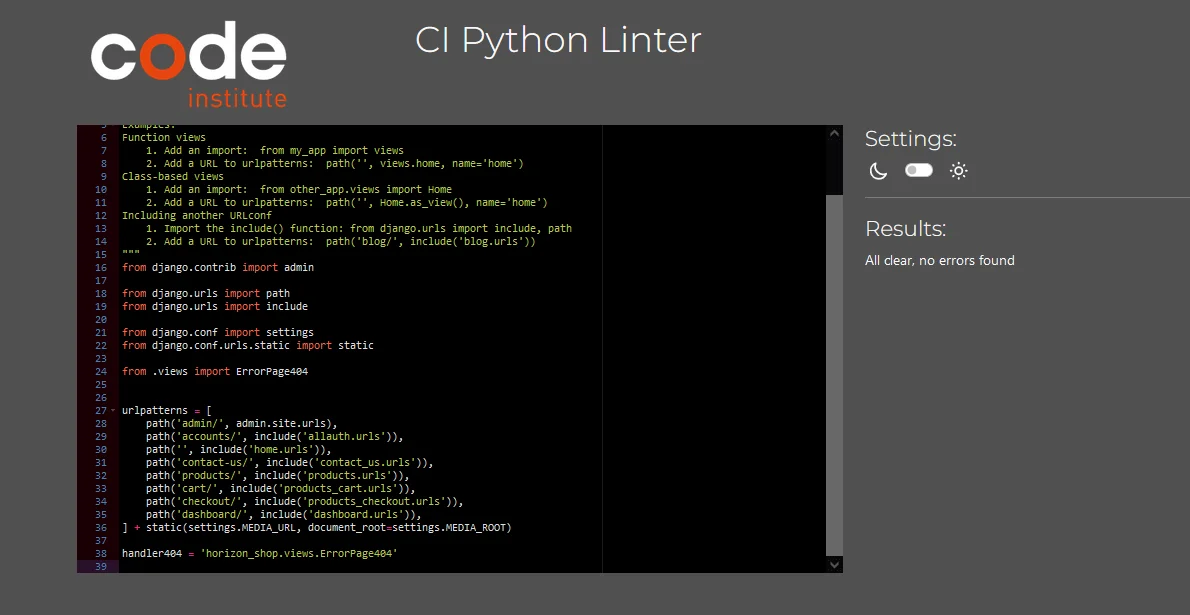 code
institute
CI Python Linter
5 Examples:
6 Function views
7     1. Add an import:  from my_app import views
8     2. Add a URL to urlpatterns:  path('', views.home, name='home')
9 Class-based views
10     1. Add an import:  from other_app.views import Home
11     2. Add a URL to urlpatterns:  path('', Home.as_view(), name='home')
12 Including another URLconf
13     1. Import the include() function: from django.urls import include, path
14     2. Add a URL to urlpatterns:  path('blog/', include('blog.urls'))
15 """
16 from django.contrib import admin
17
18 from django.urls import path
19 from django.urls import include
20
21 from django.conf import settings
22 from django.conf.urls.static import static
23
24 from .views import ErrorPage404
25
26
27 urlpatterns = [
28     path('admin/', admin.site.urls),
29     path('accounts/', include('allauth.urls')),
30     path('', include('home.urls')),
31     path('contact-us/', include('contact_us.urls')),
32     path('products/', include('products.urls')),
33     path('cart/', include('products_cart.urls')),
34     path('checkout/', include('products_checkout.urls')),
35     path('dashboard/', include('dashboard.urls')),
36 ] + static(settings.MEDIA_URL, document_root=settings.MEDIA_ROOT)
37
38 handler404 = 'horizon_shop.views.ErrorPage404'
39
Settings:
Results:
All clear, no errors found